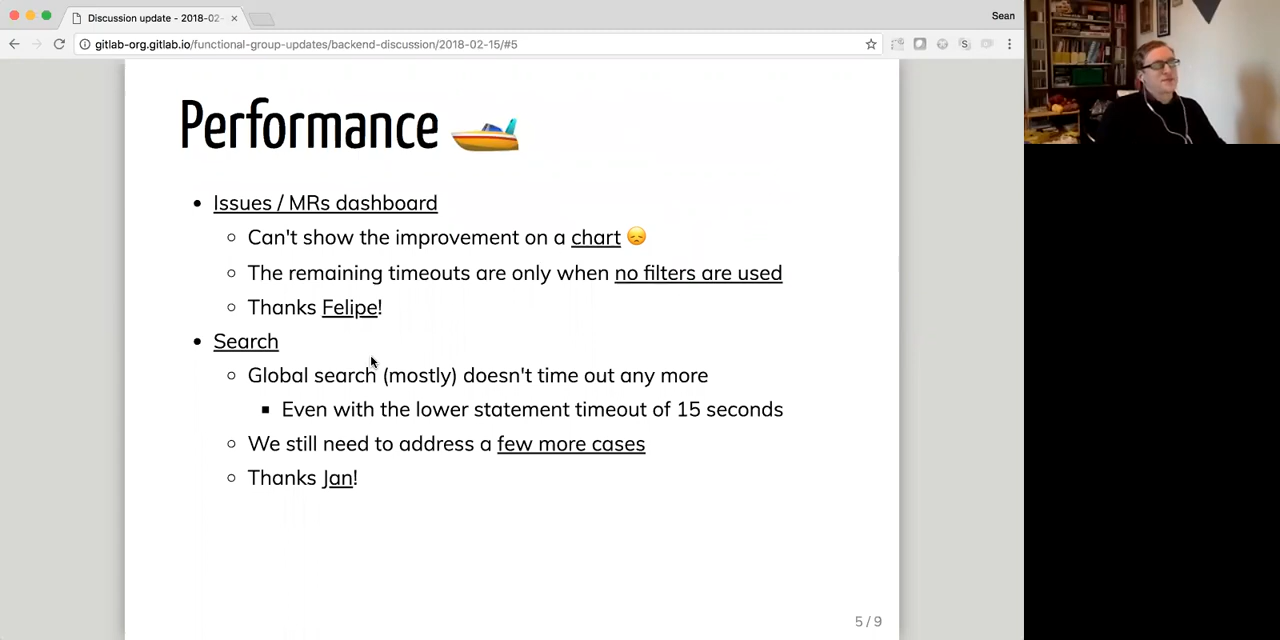 Discussion update - 2018-02-
Sean
gitlab-org.gitlab.io/functional-group-updates/backend-discussion/2018-02-15/#5
Performance 🚤
Issues / MRs dashboard
Can't show the improvement on a chart 😞
The remaining timeouts are only when no filters are used
Thanks Felipe!
Search
Global search (mostly) doesn't time out any more
Even with the lower statement timeout of 15 seconds
We still need to address a few more cases
Thanks Jan!
5 / 9